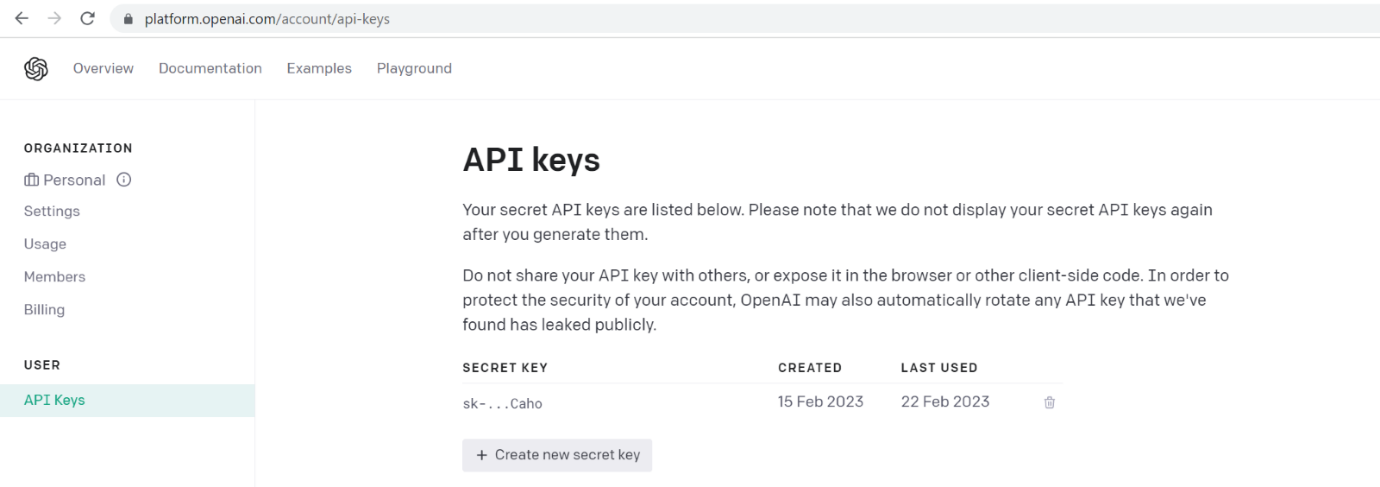 platform.openai.com/account/api-keys
Overview Documentation Examples Playground
ORGANIZATION
Personal
Settings
Usage
Members
Billing
USER
API Keys
API keys
Your secret API keys are listed below. Please note that we do not display your secret API keys again
after you generate them.
Do not share your API key with others, or expose it in the browser or other client-side code. In order to
protect the security of your account, OpenAI may also automatically rotate any API key that we've
found has leaked publicly.
SECRET KEY CREATED LAST USED
sk-...Caho 15 Feb 2023 22 Feb 2023
+ Create new secret key